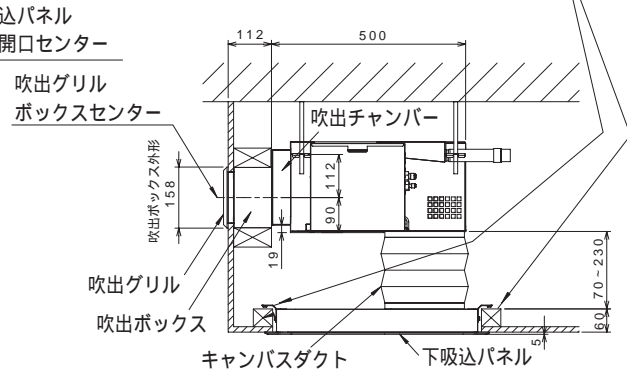 込パネル
開口センター
吹出グリル
ボックスセンター
112
500
吹出チャンバー
吹出ボックス外形
158
112
90
19
70~230
60
5
吹出グリル
吹出ボックス
キャンバスダクト
下吸込パネル